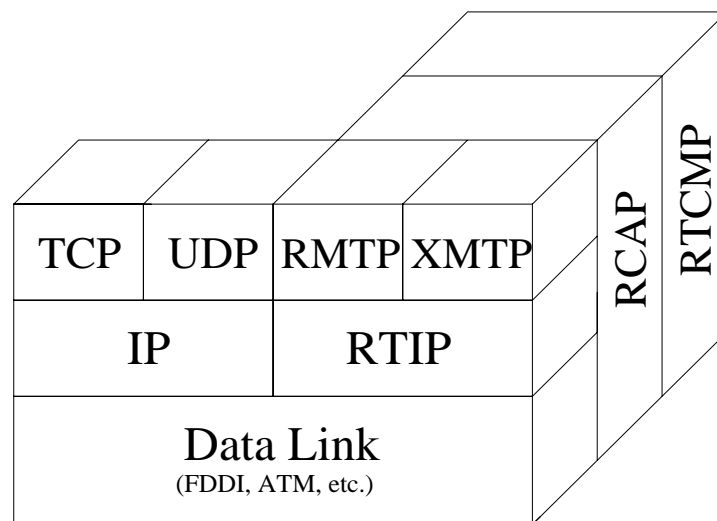 TCP
UDP
RMTP
XMTP
RCAP
RTCMP
IP
RTIP
Data Link
(FDDI, ATM, etc.)